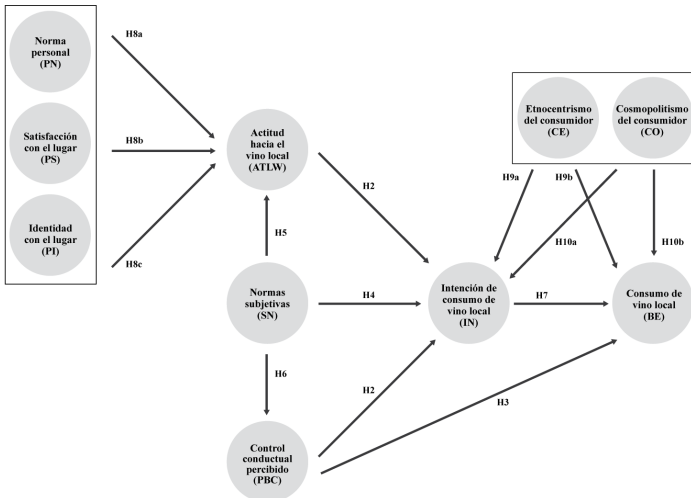 Norma
personal
(PN)
Satisfacción
con el lugar
(PS)
Identidad
con el lugar
(PI)
H8a
H8b
H8c
Actitud
hacia el
vino local
(ATLW)
H5
Normas
subjetivas
(SN)
H6
Control
conductual
percibido
(PBC)
H2
H4
H2
H3
Etnocentrismo
del consumidor
(CE)
Cosmopolitismo
del consumidor
(CO)
H9a
H9b
H10a
H10b
Intención de
consumo de
vino local
(IN)
H7
Consumo de
vino local
(BE)